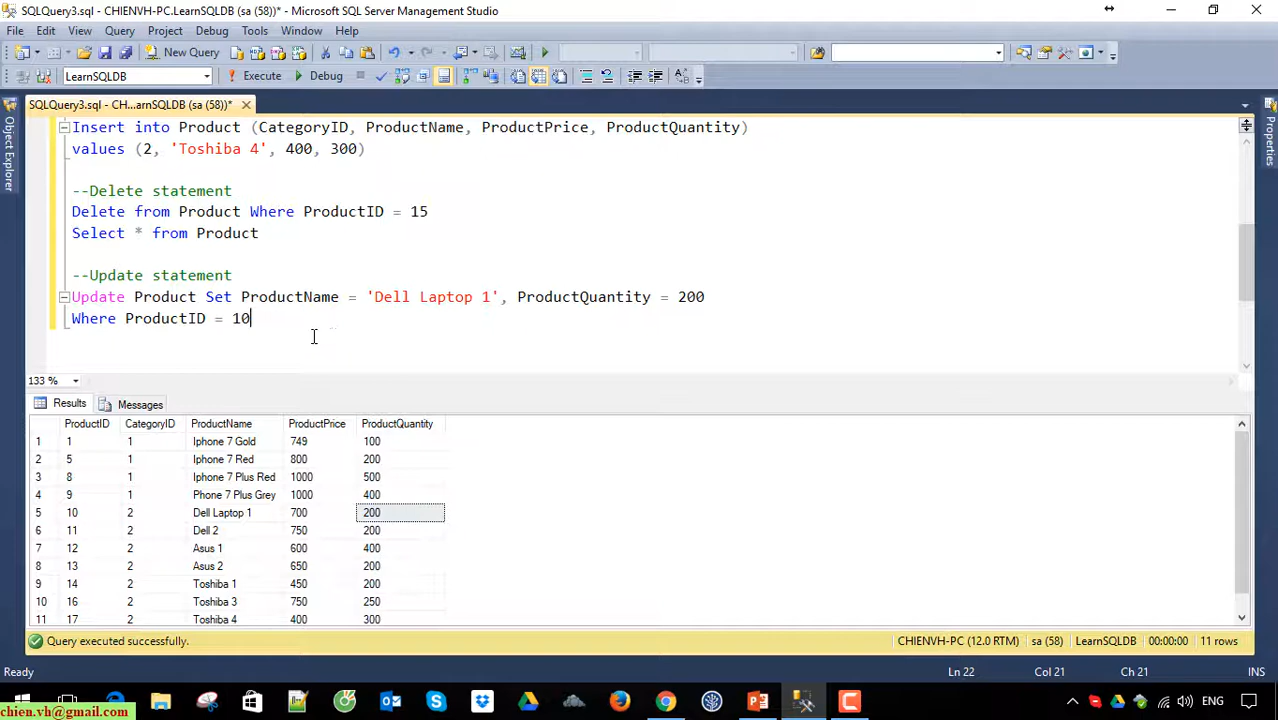 SQLQuery3.sql - CHIENVH-PC.LearnSQLDB (sa (58))* - Microsoft SQL Server Management Studio
File Edit View Query Project Debug Tools Window Help
New Query
LearnSQLDB Execute Debug
SQLQuery3.sql - CH...arnSQLDB (sa (58))*
Object Explorer
Properties
Insert into Product (CategoryID, ProductName, ProductPrice, ProductQuantity)
values (2, 'Toshiba 4', 400, 300)
--Delete statement
Delete from Product Where ProductID = 15
Select * from Product
--Update statement
Update Product Set ProductName = 'Dell Laptop 1', ProductQuantity = 200
Where ProductID = 10
133 %
Results Messages
ProductID CategoryID ProductName ProductPrice ProductQuantity
1 1 1 Iphone 7 Gold 749 100
2 5 1 Iphone 7 Red 800 200
3 8 1 Iphone 7 Plus Red 1000 500
4 9 1 Phone 7 Plus Grey 1000 400
5 10 2 Dell Laptop 1 700 200
6 11 2 Dell 2 750 200
7 12 2 Asus 1 600 400
8 13 2 Asus 2 650 200
9 14 2 Toshiba 1 450 200
10 16 2 Toshiba 3 750 250
11 17 2 Toshiba 4 400 300
Query executed successfully. CHIENVH-PC (12.0 RTM) sa (58) LearnSQLDB 00:00:00 11 rows
Ready Ln 22 Col 21 Ch 21 INS
ENG
chien.vh@gmail.com